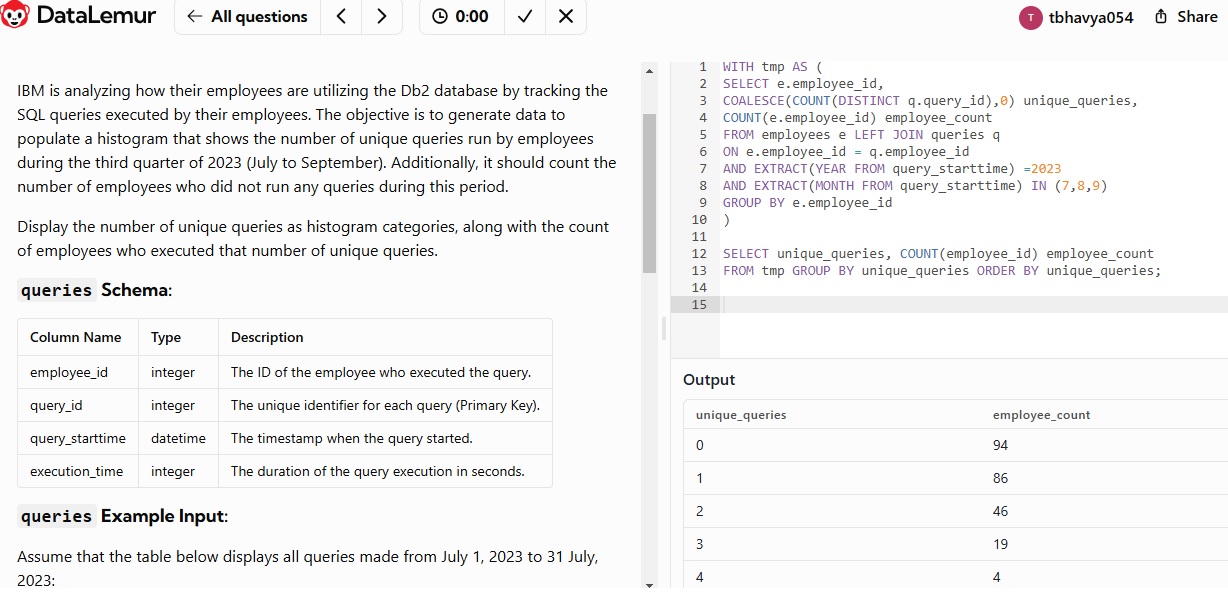 DataLemur
← All questions
0:00
T tbhavya054
Share
IBM is analyzing how their employees are utilizing the Db2 database by tracking the
SQL queries executed by their employees. The objective is to generate data to
populate a histogram that shows the number of unique queries run by employees
during the third quarter of 2023 (July to September). Additionally, it should count the
number of employees who did not run any queries during this period.
Display the number of unique queries as histogram categories, along with the count
of employees who executed that number of unique queries.
queries Schema:
Column Name Type Description
employee_id integer The ID of the employee who executed the query.
query_id integer The unique identifier for each query (Primary Key).
query_starttime datetime The timestamp when the query started.
execution_time integer The duration of the query execution in seconds.
queries Example Input:
Assume that the table below displays all queries made from July 1, 2023 to 31 July,
2023:
1 WITH tmp AS (
2 SELECT e.employee_id,
3 COALESCE(COUNT(DISTINCT q.query_id),0) unique_queries,
4 COUNT(e.employee_id) employee_count
5 FROM employees e LEFT JOIN queries q
6 ON e.employee_id = q.employee_id
7 AND EXTRACT(YEAR FROM query_starttime) =2023
8 AND EXTRACT(MONTH FROM query_starttime) IN (7,8,9)
9 GROUP BY e.employee_id
10 )
11
12 SELECT unique_queries, COUNT(employee_id) employee_count
13 FROM tmp GROUP BY unique_queries ORDER BY unique_queries;
14
15
Output
unique_queries employee_count
0 94
1 86
2 46
3 19
4 4